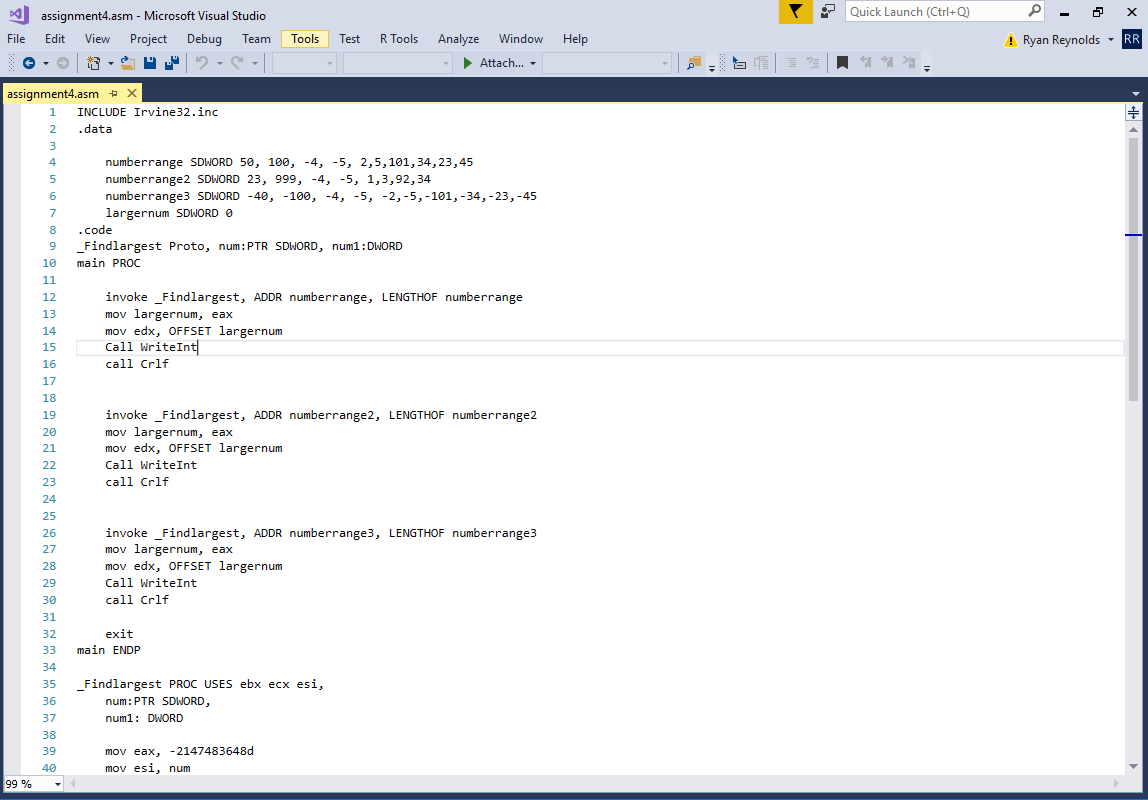 assignment4.asm - Microsoft Visual Studio
Quick Launch (Ctrl+Q)
File Edit View Project Debug Team Tools Test R Tools Analyze Window Help
Ryan Reynolds RR
Attach...
assignment4.asm
1 INCLUDE Irvine32.inc
2 .data
3
4 numberrange SDWORD 50, 100, -4, -5, 2,5,101,34,23,45
5 numberrange2 SDWORD 23, 999, -4, -5, 1,3,92,34
6 numberrange3 SDWORD -40, -100, -4, -5, -2,-5,-101,-34,-23,-45
7 largernum SDWORD 0
8 .code
9 _Findlargest Proto, num:PTR SDWORD, num1:DWORD
10 main PROC
11
12 invoke _Findlargest, ADDR numberrange, LENGTHOF numberrange
13 mov largernum, eax
14 mov edx, OFFSET largernum
15 Call WriteInt
16 call Crlf
17
18
19 invoke _Findlargest, ADDR numberrange2, LENGTHOF numberrange2
20 mov largernum, eax
21 mov edx, OFFSET largernum
22 Call WriteInt
23 call Crlf
24
25
26 invoke _Findlargest, ADDR numberrange3, LENGTHOF numberrange3
27 mov largernum, eax
28 mov edx, OFFSET largernum
29 Call WriteInt
30 call Crlf
31
32 exit
33 main ENDP
34
35 _Findlargest PROC USES ebx ecx esi,
36 num:PTR SDWORD,
37 num1: DWORD
38
39 mov eax, -2147483648d
40 mov esi, num
99 %